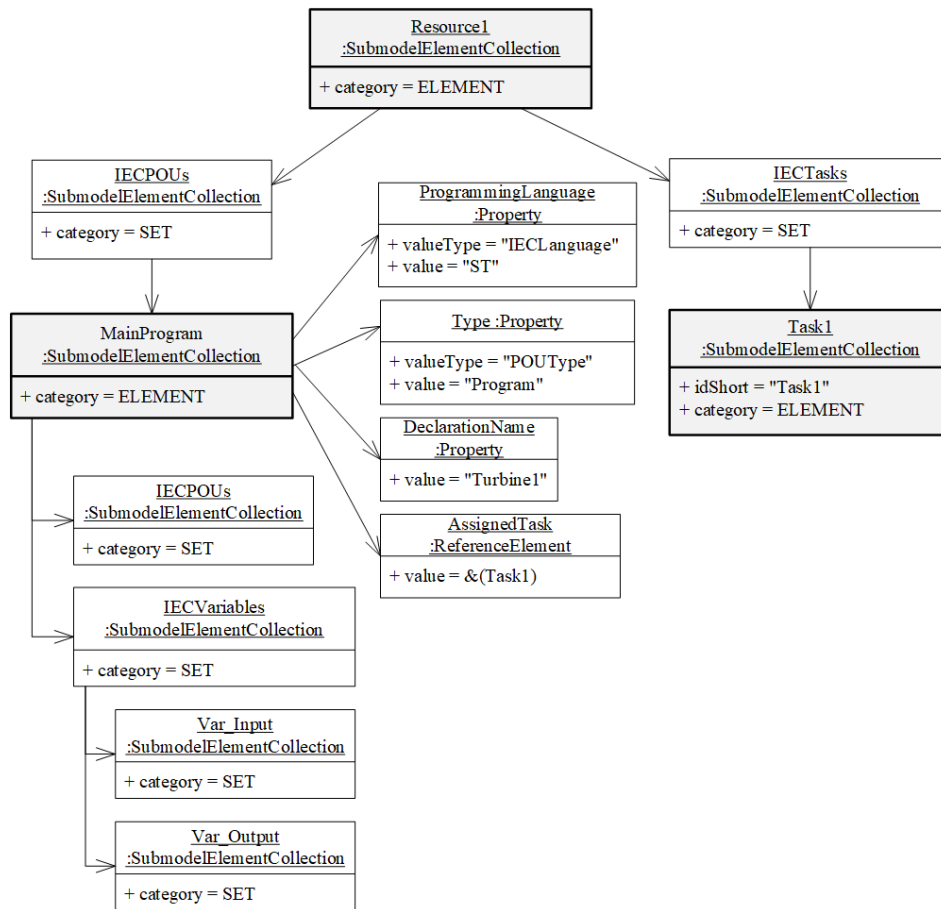 Resource1
:SubmodelElementCollection
+ category = ELEMENT
IECPOUs
:SubmodelElementCollection
+ category = SET
ProgrammingLanguage
:Property
+ valueType = "IECLanguage"
+ value = "ST"
IECTasks
:SubmodelElementCollection
+ category = SET
MainProgram
:SubmodelElementCollection
+ category = ELEMENT
Type :Property
+ valueType = "POUType"
+ value = "Program"
Task1
:SubmodelElementCollection
+ idShort = "Task1"
+ category = ELEMENT
DeclarationName
:Property
+ value = "Turbine1"
IECPOUs
:SubmodelElementCollection
+ category = SET
AssignedTask
:ReferenceElement
+ value = &(Task1)
IECVariables
:SubmodelElementCollection
+ category = SET
Var_Input
:SubmodelElementCollection
+ category = SET
Var_Output
:SubmodelElementCollection
+ category = SET